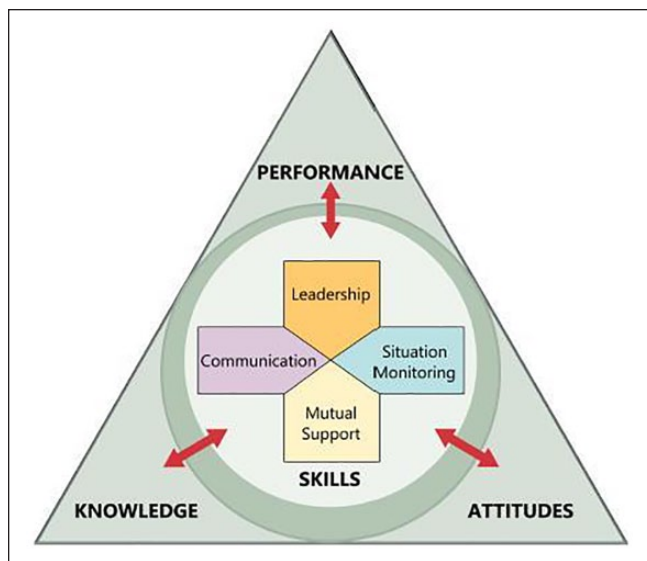 PERFORMANCE
Leadership
Communication
Situation
Monitoring
Mutual
Support
SKILLS
KNOWLEDGE
ATTITUDES